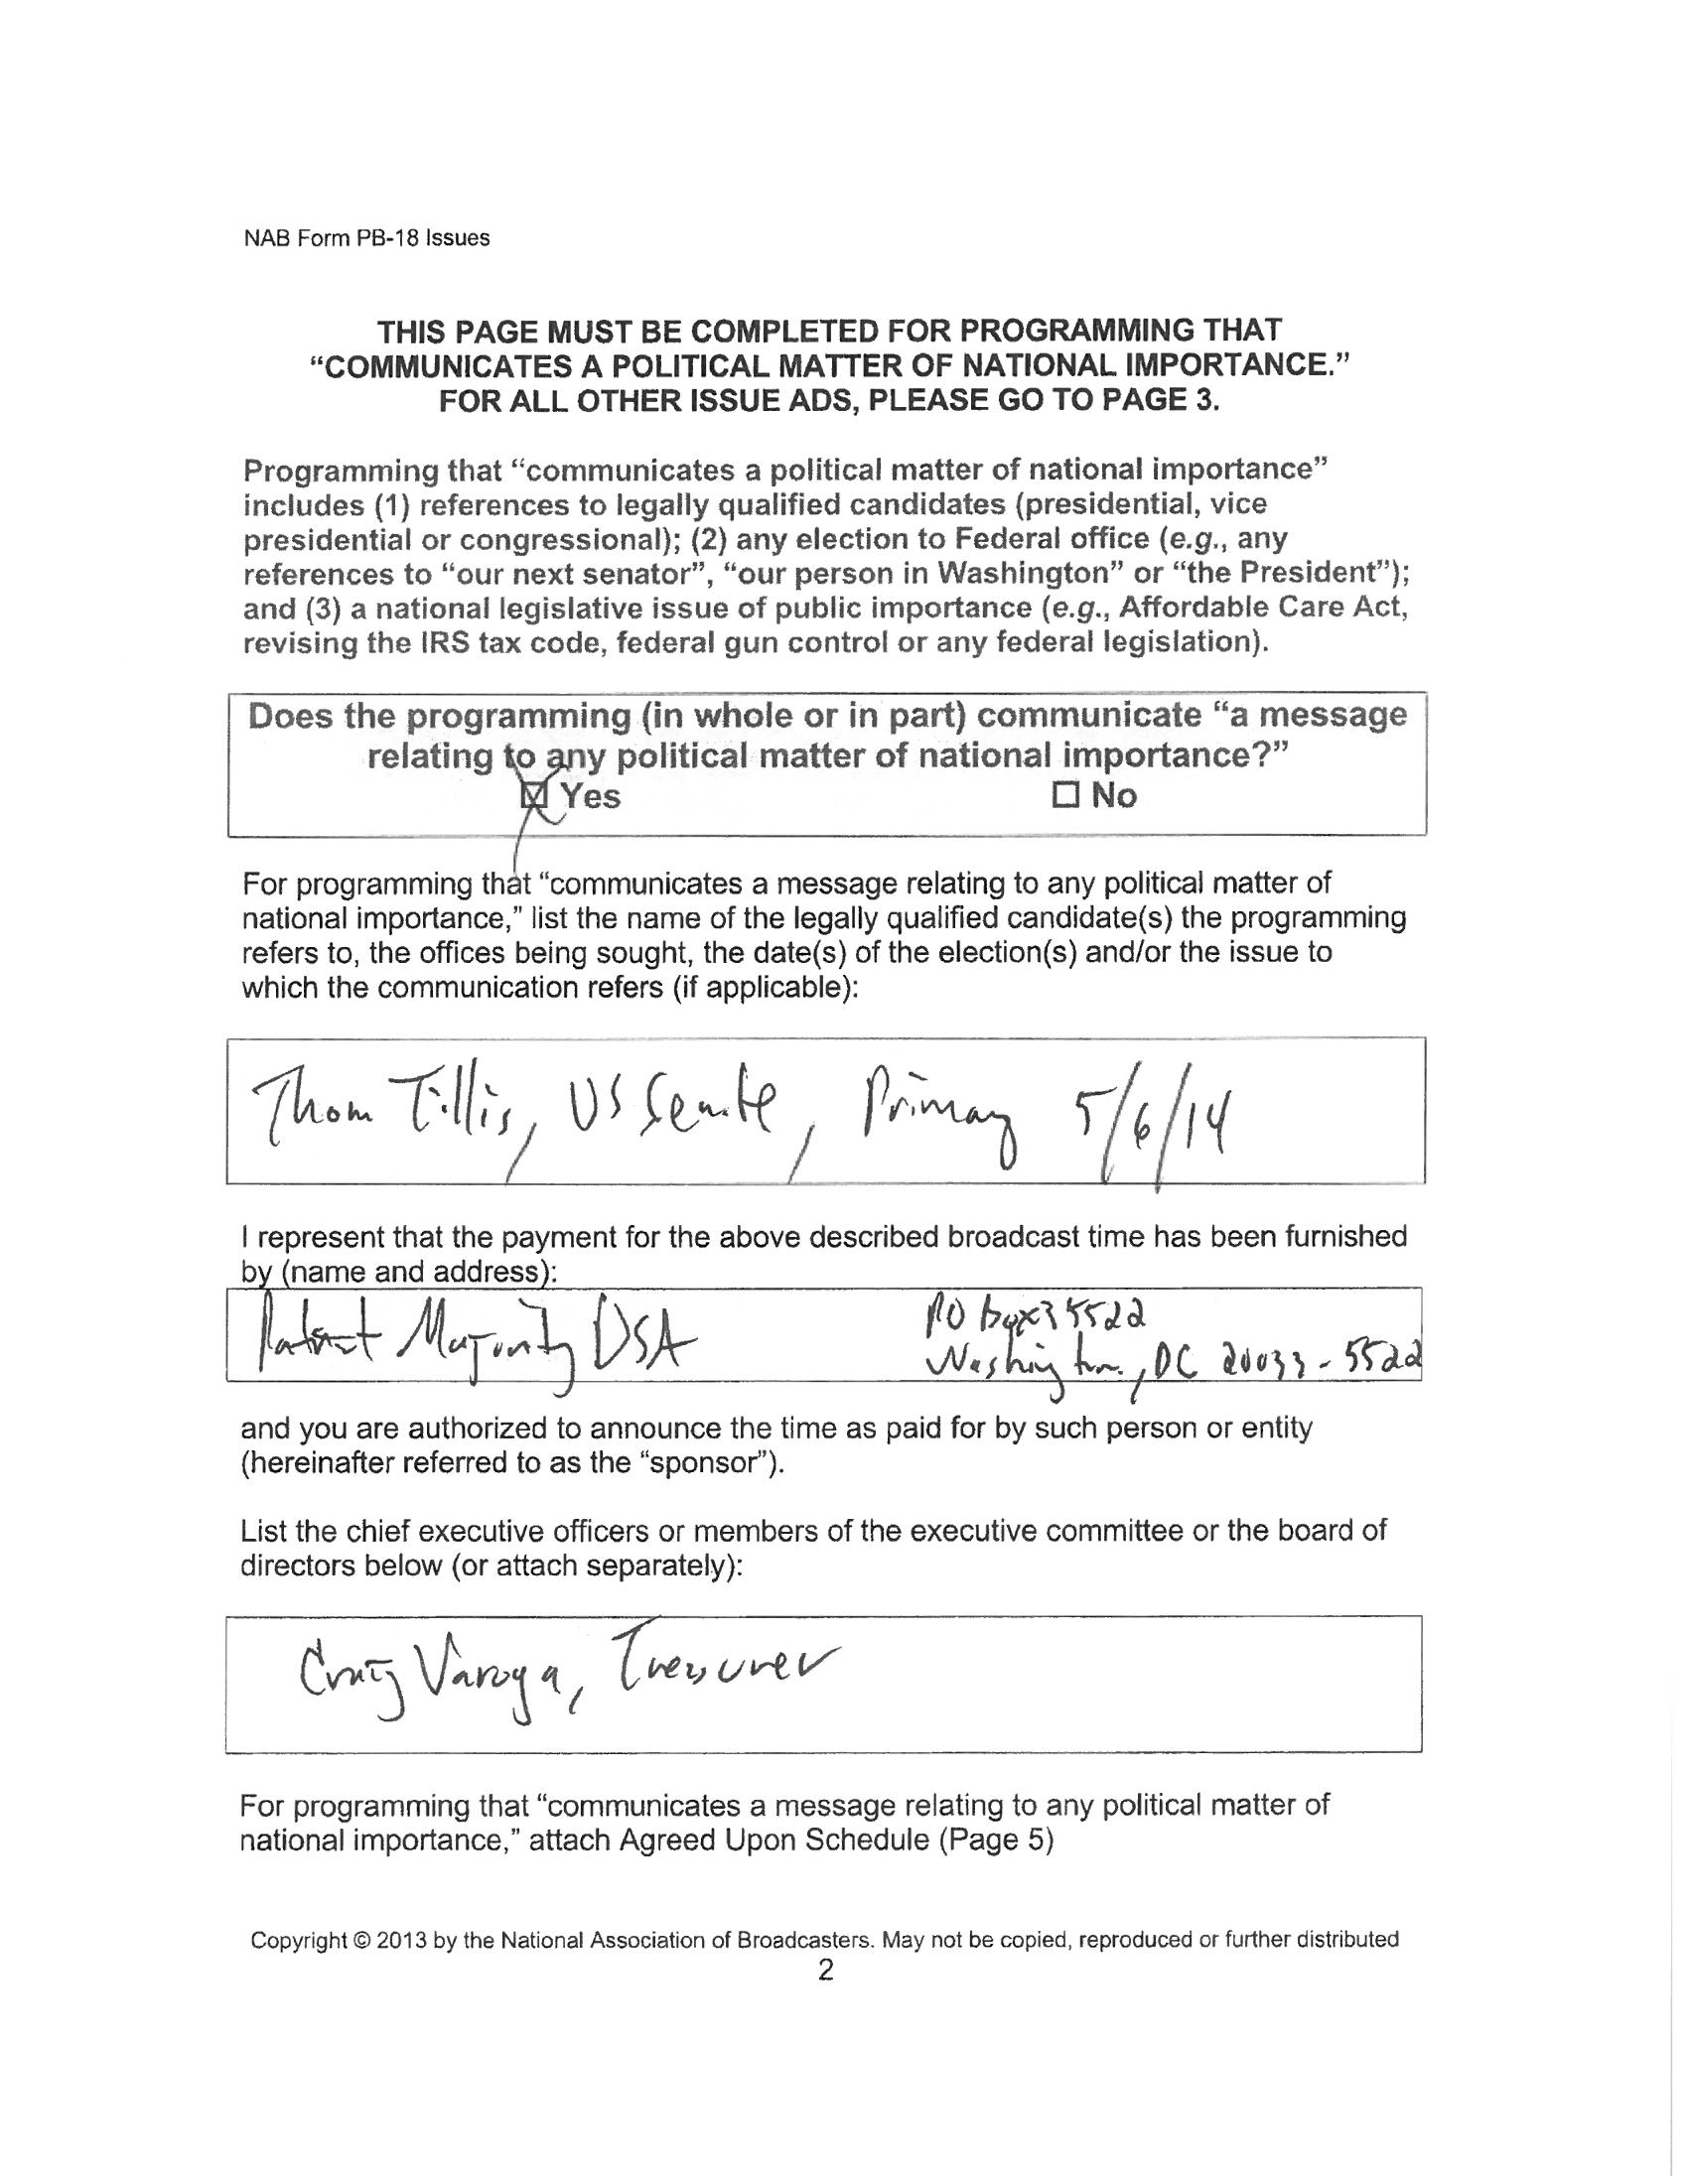 NAB Form PB-18 Issues
THIS PAGE MUST BE COMPLETED FOR PROGRAMMING THAT
“COMMUNICATES A POLITICAL MATTER OF NATIONAL IMPORTANCE.”
FOR ALL OTHER ISSUE ADS, PLEASE GO TO PAGE 3.
Programming that “communicates a political matter of national importance”
includes (1) references to legally qualified candidates (presidential, vice
presidential or congressional); (2) any election to Federal office (e.g., any
references to “our next senator”, “our person in Washington” or “the President”);
and (3) a national legislative issue of public importance (e.g., Affordable Care Act,
revising the IRS tax code, federal gun control or any federal legislation).
Does the programming (in whole or in part) communicate “a message
relating to any political matter of national importance?”
☒ Yes ☐ No
For programming that “communicates a message relating to any political matter of
national importance,” list the name of the legally qualified candidate(s) the programming
refers to, the offices being sought, the date(s) of the election(s) and/or the issue to
which the communication refers (if applicable):
Thom Tillis, US Senate, Primary 5/6/14
I represent that the payment for the above described broadcast time has been furnished
by (name and address):
Patriot Majority USA PO Box 35522
Washington, DC 20033-5522
and you are authorized to announce the time as paid for by such person or entity
(hereinafter referred to as the “sponsor”).
List the chief executive officers or members of the executive committee or the board of
directors below (or attach separately):
Craig Varoga, Treasurer
For programming that “communicates a message relating to any political matter of
national importance,” attach Agreed Upon Schedule (Page 5)
Copyright © 2013 by the National Association of Broadcasters. May not be copied, reproduced or further distributed
2